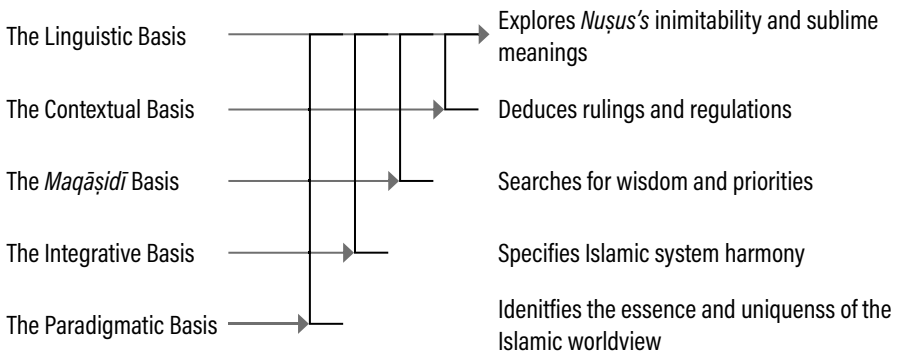 The Linguistic Basis
Explores Nuṣus's inimitability and sublime
meanings
The Contextual Basis
Deduces rulings and regulations
The Maqāṣidī Basis
Searches for wisdom and priorities
The Integrative Basis
Specifies Islamic system harmony
The Paradigmatic Basis
Idenitfies the essence and uniquenss of the
Islamic worldview